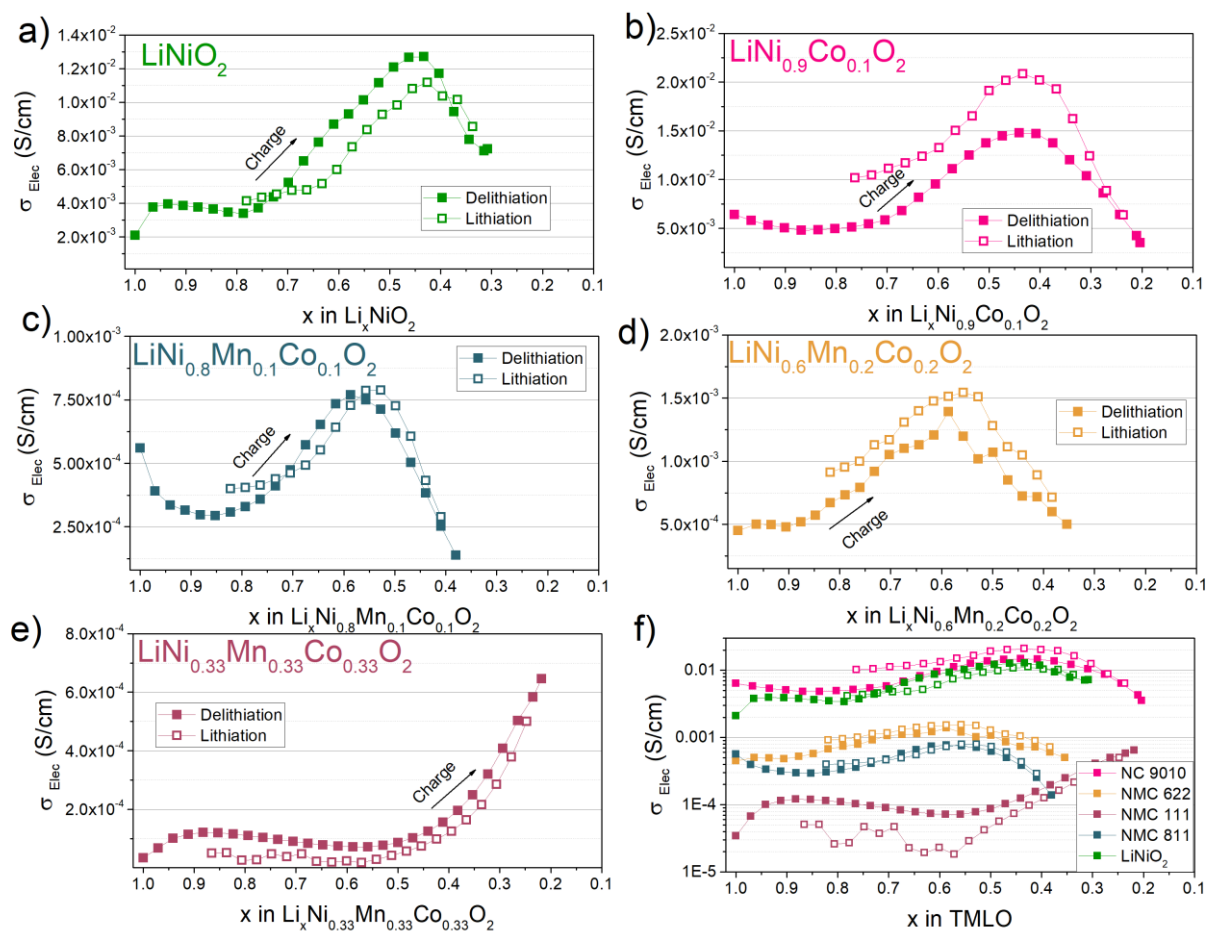 a)
LiNiO₂
1.4x10⁻²
1.2x10⁻²
1.0x10⁻²
8.0x10⁻³
6.0x10⁻³
4.0x10⁻³
2.0x10⁻³
σ Elec (S/cm)
Charge
Delithiation
Lithiation
1.0 0.9 0.8 0.7 0.6 0.5 0.4 0.3 0.2 0.1
x in LiₓNiO₂
b)
LiNi₀.₉Co₀.₁O₂
2.5x10⁻²
2.0x10⁻²
1.5x10⁻²
1.0x10⁻²
5.0x10⁻³
σ Elec (S/cm)
Charge
Delithiation
Lithiation
1.0 0.9 0.8 0.7 0.6 0.5 0.4 0.3 0.2 0.1
x in LiₓNi₀.₉Co₀.₁O₂
c)
LiNi₀.₈Mn₀.₁Co₀.₁O₂
1.00x10⁻³
7.50x10⁻⁴
5.00x10⁻⁴
2.50x10⁻⁴
σ Elec (S/cm)
Charge
Delithiation
Lithiation
1.0 0.9 0.8 0.7 0.6 0.5 0.4 0.3 0.2 0.1
x in LiₓNi₀.₈Mn₀.₁Co₀.₁O₂
d)
LiNi₀.₆Mn₀.₂Co₀.₂O₂
2.0x10⁻³
1.5x10⁻³
1.0x10⁻³
5.0x10⁻⁴
σ Elec (S/cm)
Charge
Delithiation
Lithiation
1.0 0.9 0.8 0.7 0.6 0.5 0.4 0.3 0.2 0.1
x in LiₓNi₀.₆Mn₀.₂Co₀.₂O₂
e)
LiNi₀.₃₃Mn₀.₃₃Co₀.₃₃O₂
8.0x10⁻⁴
6.0x10⁻⁴
4.0x10⁻⁴
2.0x10⁻⁴
σ Elec (S/cm)
Charge
Delithiation
Lithiation
1.0 0.9 0.8 0.7 0.6 0.5 0.4 0.3 0.2 0.1
x in LiₓNi₀.₃₃Mn₀.₃₃Co₀.₃₃O₂
f)
0.01
0.001
1E-4
1E-5
σ Elec (S/cm)
NC 9010
NMC 622
NMC 111
NMC 811
LiNiO₂
1.0 0.9 0.8 0.7 0.6 0.5 0.4 0.3 0.2 0.1
x in TMLO